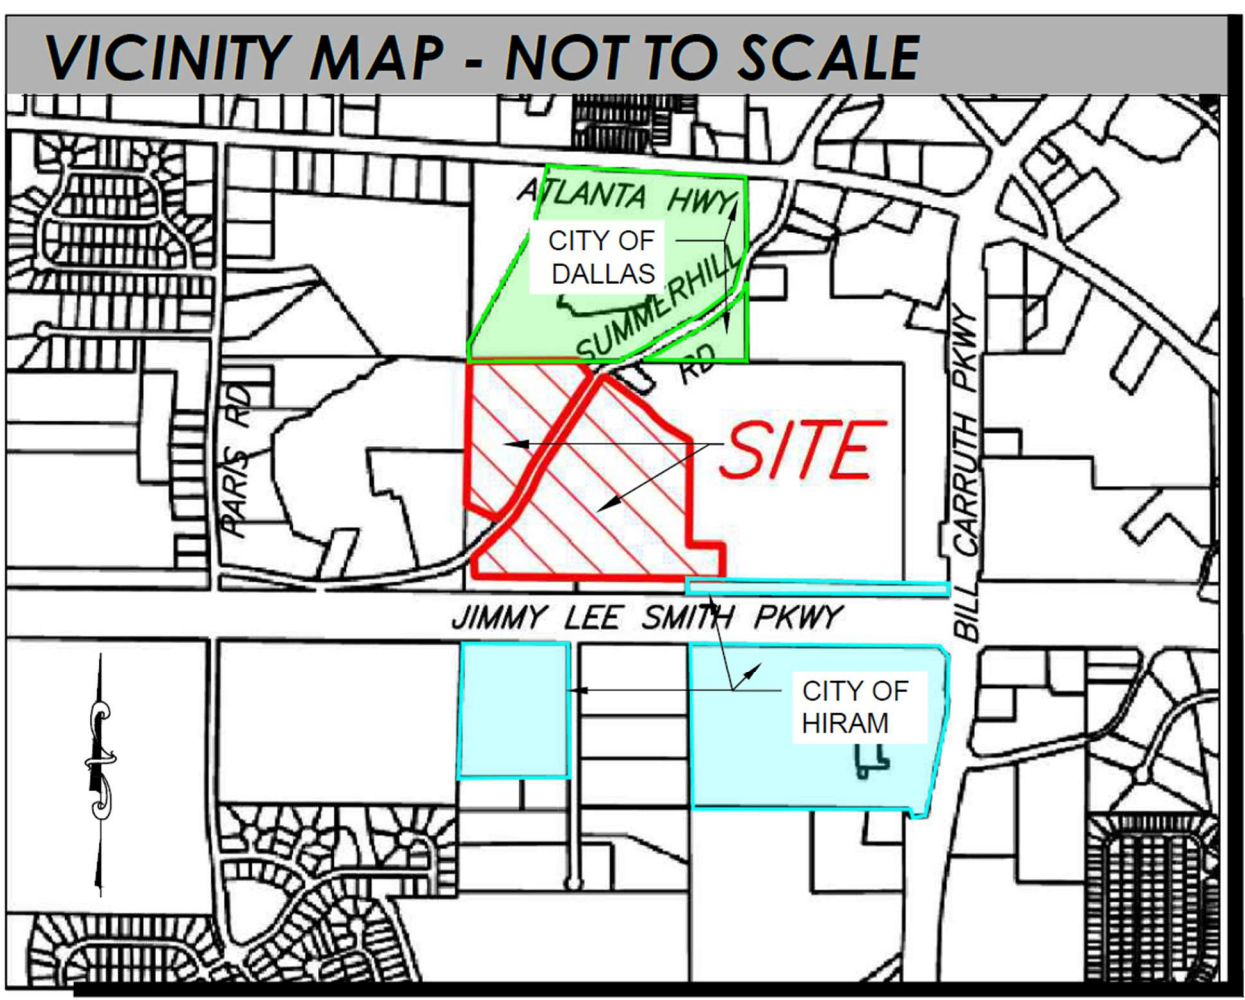 VICINITY MAP - NOT TO SCALE
ATLANTA HWY
CITY OF
DALLAS
SUMMERHILL
RD
PARIS RD
SITE
BILL CARRUTH PKWY
JIMMY LEE SMITH PKWY
CITY OF
HIRAM